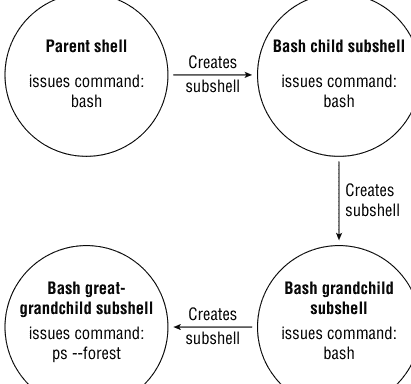 Parent shell
issues command:
bash
Creates
subshell
Bash child subshell
issues command:
bash
Creates
subshell
Bash grandchild
subshell
issues command:
bash
Creates
subshell
Bash great-
grandchild subshell
issues command:
ps --forest